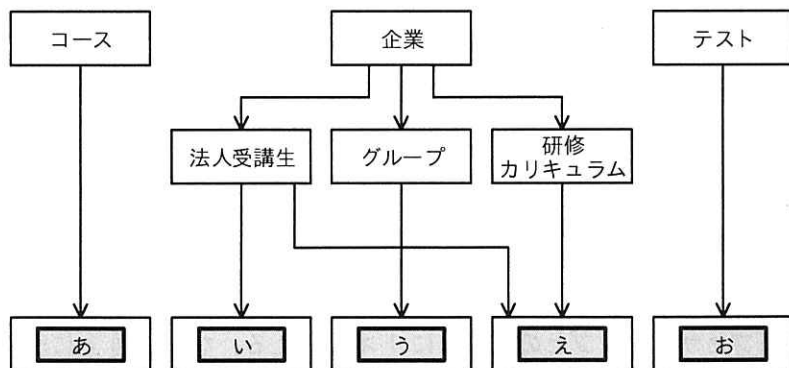 コース
企業
テスト
法人受講生
グループ
研修
カリキュラム
あ
い
う
え
お